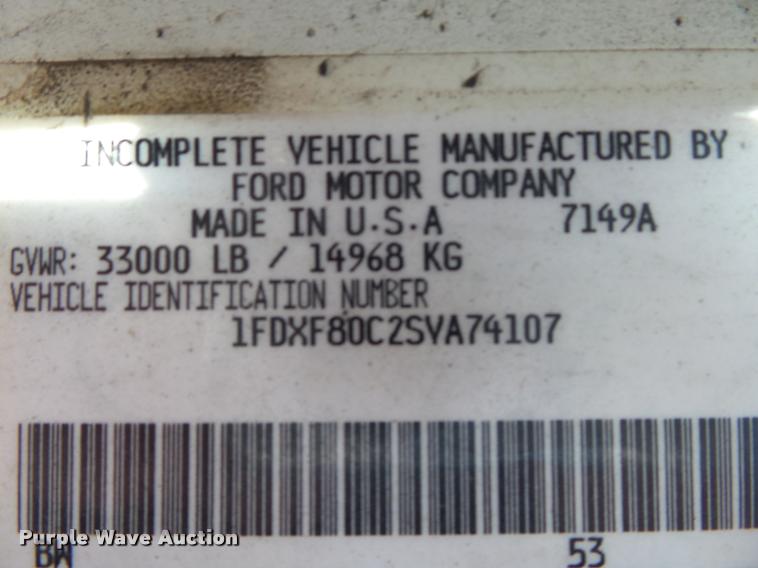 INCOMPLETE VEHICLE MANUFACTURED BY
FORD MOTOR COMPANY
MADE IN U.S.A 7149A
GVWR: 33000 LB / 14968 KG
VEHICLE IDENTIFICATION NUMBER
1FDXF80C2SVA74107
Purple Wave Auction
BW 53